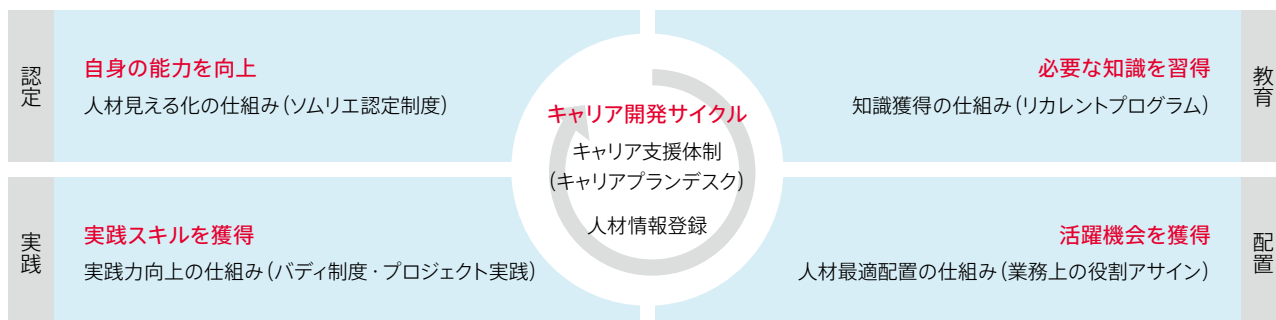 認定
自身の能力を向上
人材見える化の仕組み（ソムリエ認定制度）
必要な知識を習得
知識獲得の仕組み（リカレントプログラム）
教育
キャリア開発サイクル
キャリア支援体制
（キャリアプランデスク）
人材情報登録
実践
実践スキルを獲得
実践力向上の仕組み（バディ制度・プロジェクト実践）
活躍機会を獲得
人材最適配置の仕組み（業務上の役割アサイン）
配置